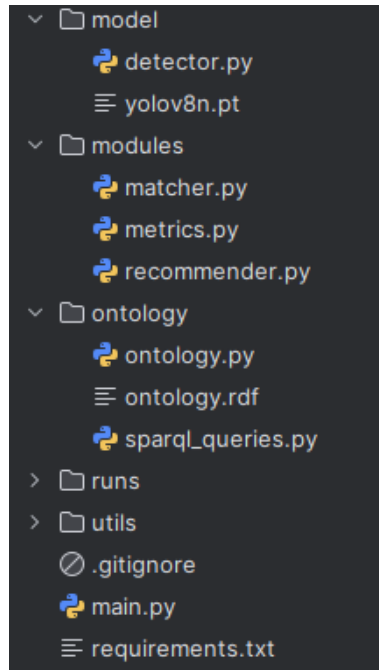 model
detector.py
yolov8n.pt
modules
matcher.py
metrics.py
recommender.py
ontology
ontology.py
ontology.rdf
sparql_queries.py
runs
utils
.gitignore
main.py
requirements.txt